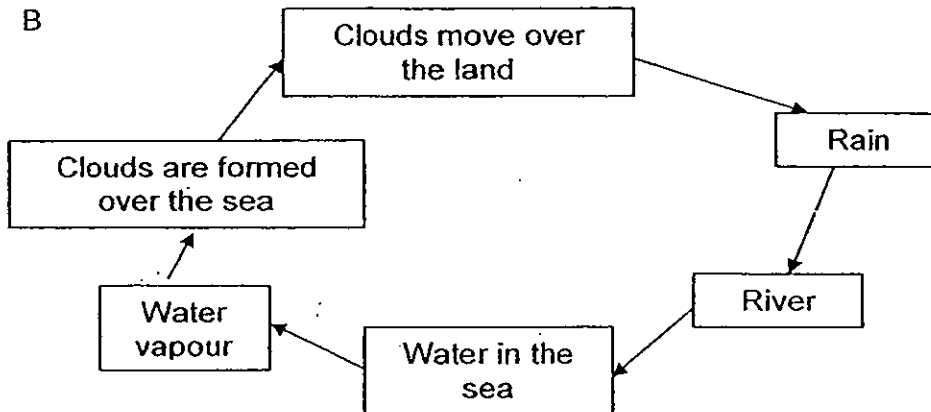 B
Clouds move over
the land
Rain
Clouds are formed
over the sea
River
Water
vapour
Water in the
sea